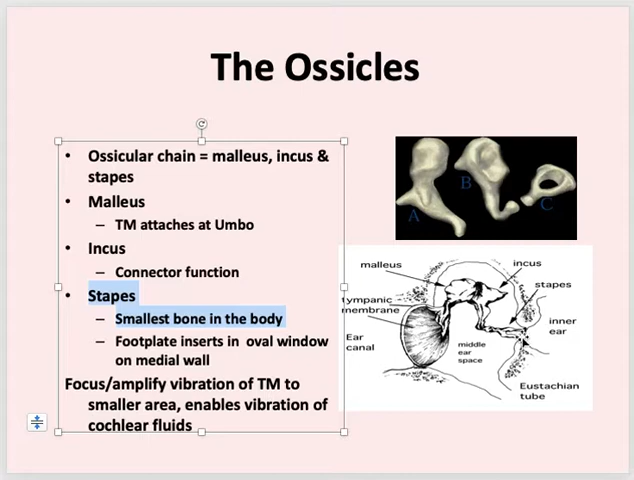 The Ossicles
• Ossicular chain = malleus, incus &
stapes
• Malleus
– TM attaches at Umbo
• Incus
– Connector function
• Stapes
– Smallest bone in the body
– Footplate inserts in oval window
on medial wall
Focus/amplify vibration of TM to
smaller area, enables vibration of
cochlear fluids
A
B
C
malleus
incus
stapes
tympanic
membrane
inner
ear
Ear
canal
middle
ear
space
Eustachian
tube